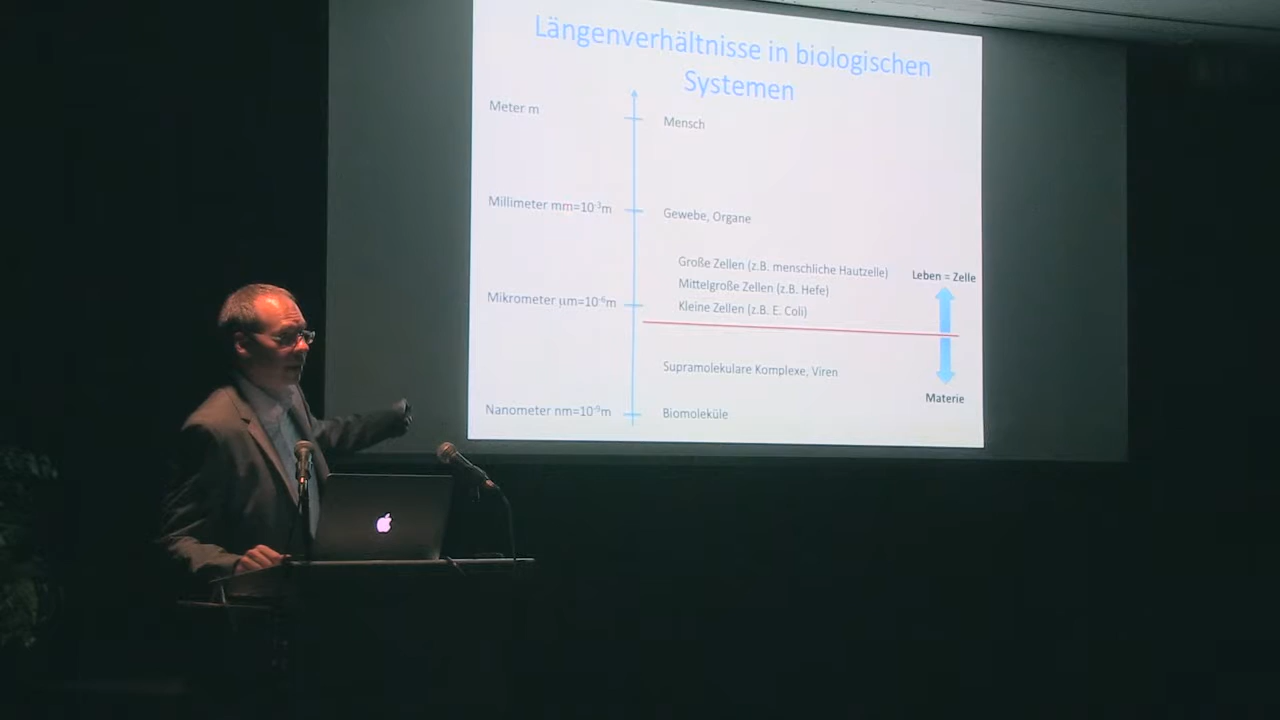 Längenverhältnisse in biologischen
Systemen
Meter m
Mensch
Millimeter mm=10⁻³m
Gewebe, Organe
Große Zellen (z.B. menschliche Hautzelle)
Leben = Zelle
Mittelgroße Zellen (z.B. Hefe)
Mikrometer µm=10⁻⁶m
Kleine Zellen (z.B. E. Coli)
Supramolekulare Komplexe, Viren
Materie
Nanometer nm=10⁻⁹m
Biomoleküle